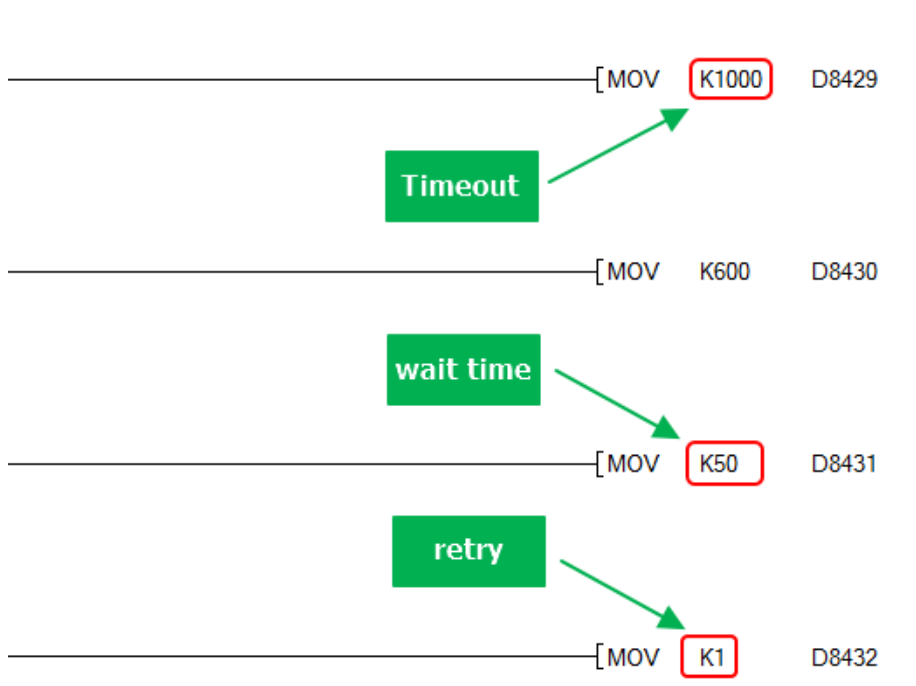 [MOV K1000 D8429
Timeout
[MOV K600 D8430
wait time
[MOV K50 D8431
retry
[MOV K1 D8432